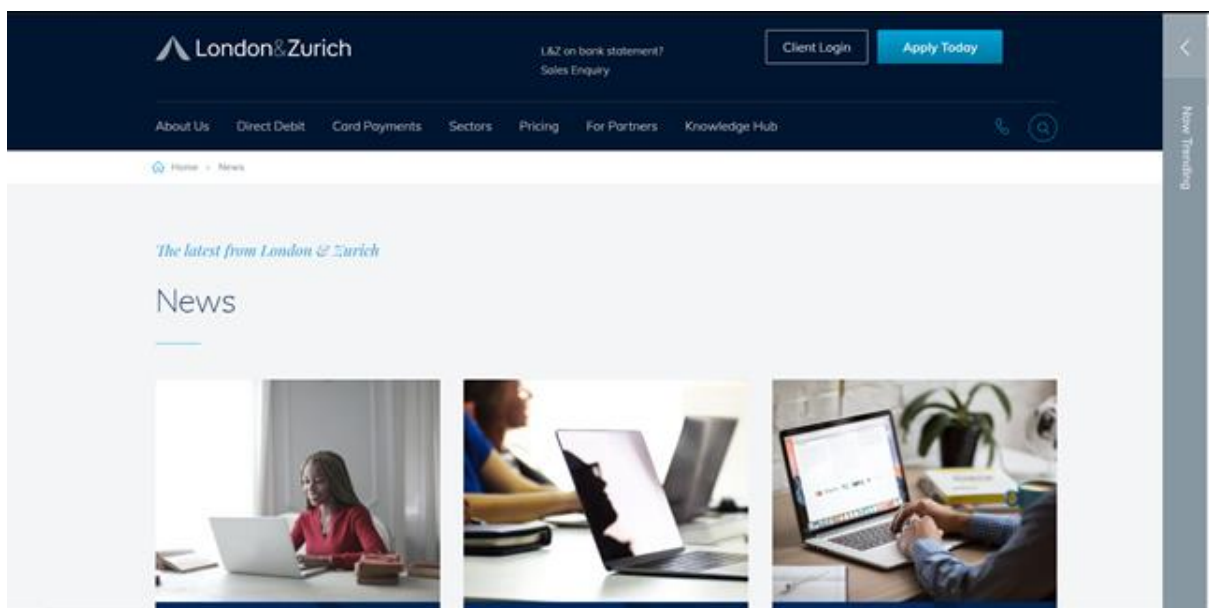 London&Zurich
L&Z on bank statement?
Sales Enquiry
Client Login
Apply Today
About Us Direct Debit Card Payments Sectors Pricing For Partners Knowledge Hub
Now Trending
Home > News
The latest from London & Zurich
News